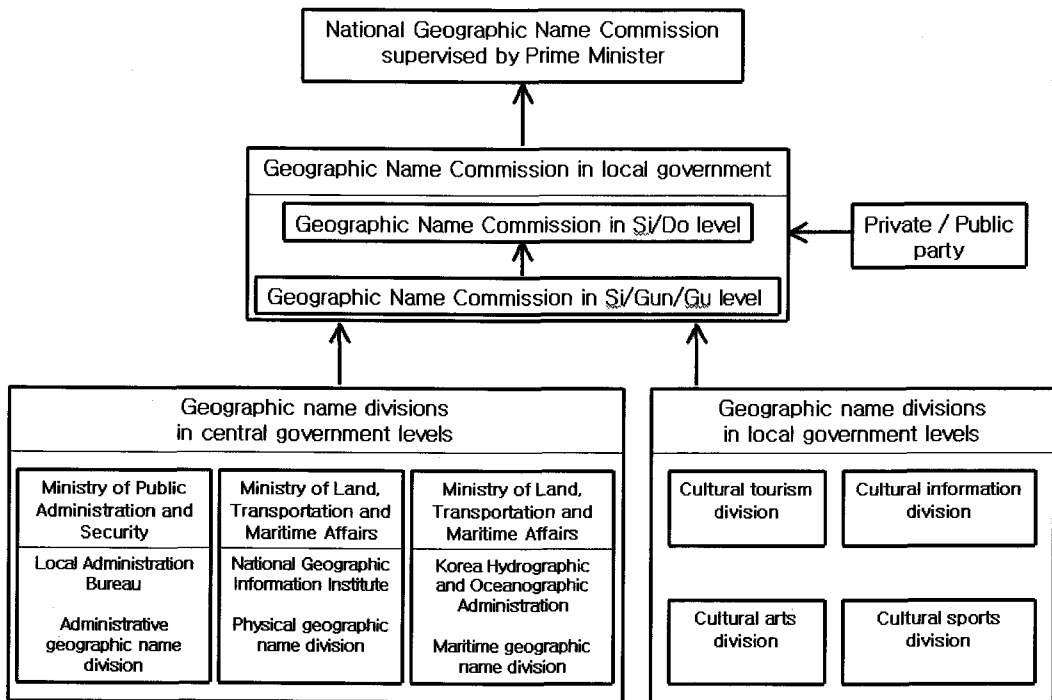 National Geographic Name Commission
supervised by Prime Minister
Geographic Name Commission in local government
Geographic Name Commission in Si/Do level
Geographic Name Commission in Si/Gun/Gu level
Private / Public
party
Geographic name divisions
in central government levels
Ministry of Public
Administration and
Security
Local Administration
Bureau
Administrative
geographic name
division
Ministry of Land,
Transportation and
Maritime Affairs
National Geographic
Information Institute
Physical geographic
name division
Ministry of Land,
Transportation and
Maritime Affairs
Korea Hydrographic
and Oceanographic
Administration
Maritime geographic
name division
Geographic name divisions
in local government levels
Cultural tourism
division
Cultural information
division
Cultural arts
division
Cultural sports
division